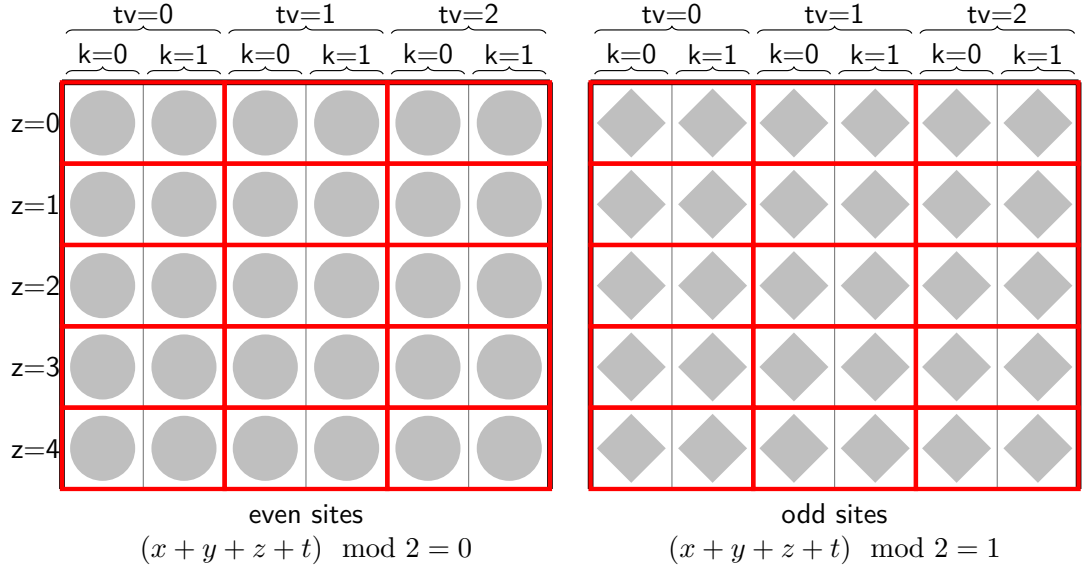 tv=0 tv=1 tv=2 tv=0 tv=1 tv=2
k=0 k=1 k=0 k=1 k=0 k=1 k=0 k=1 k=0 k=1 k=0 k=1
z=0
z=1
z=2
z=3
z=4
even sites odd sites
(x + y + z + t) mod 2 = 0 (x + y + z + t) mod 2 = 1